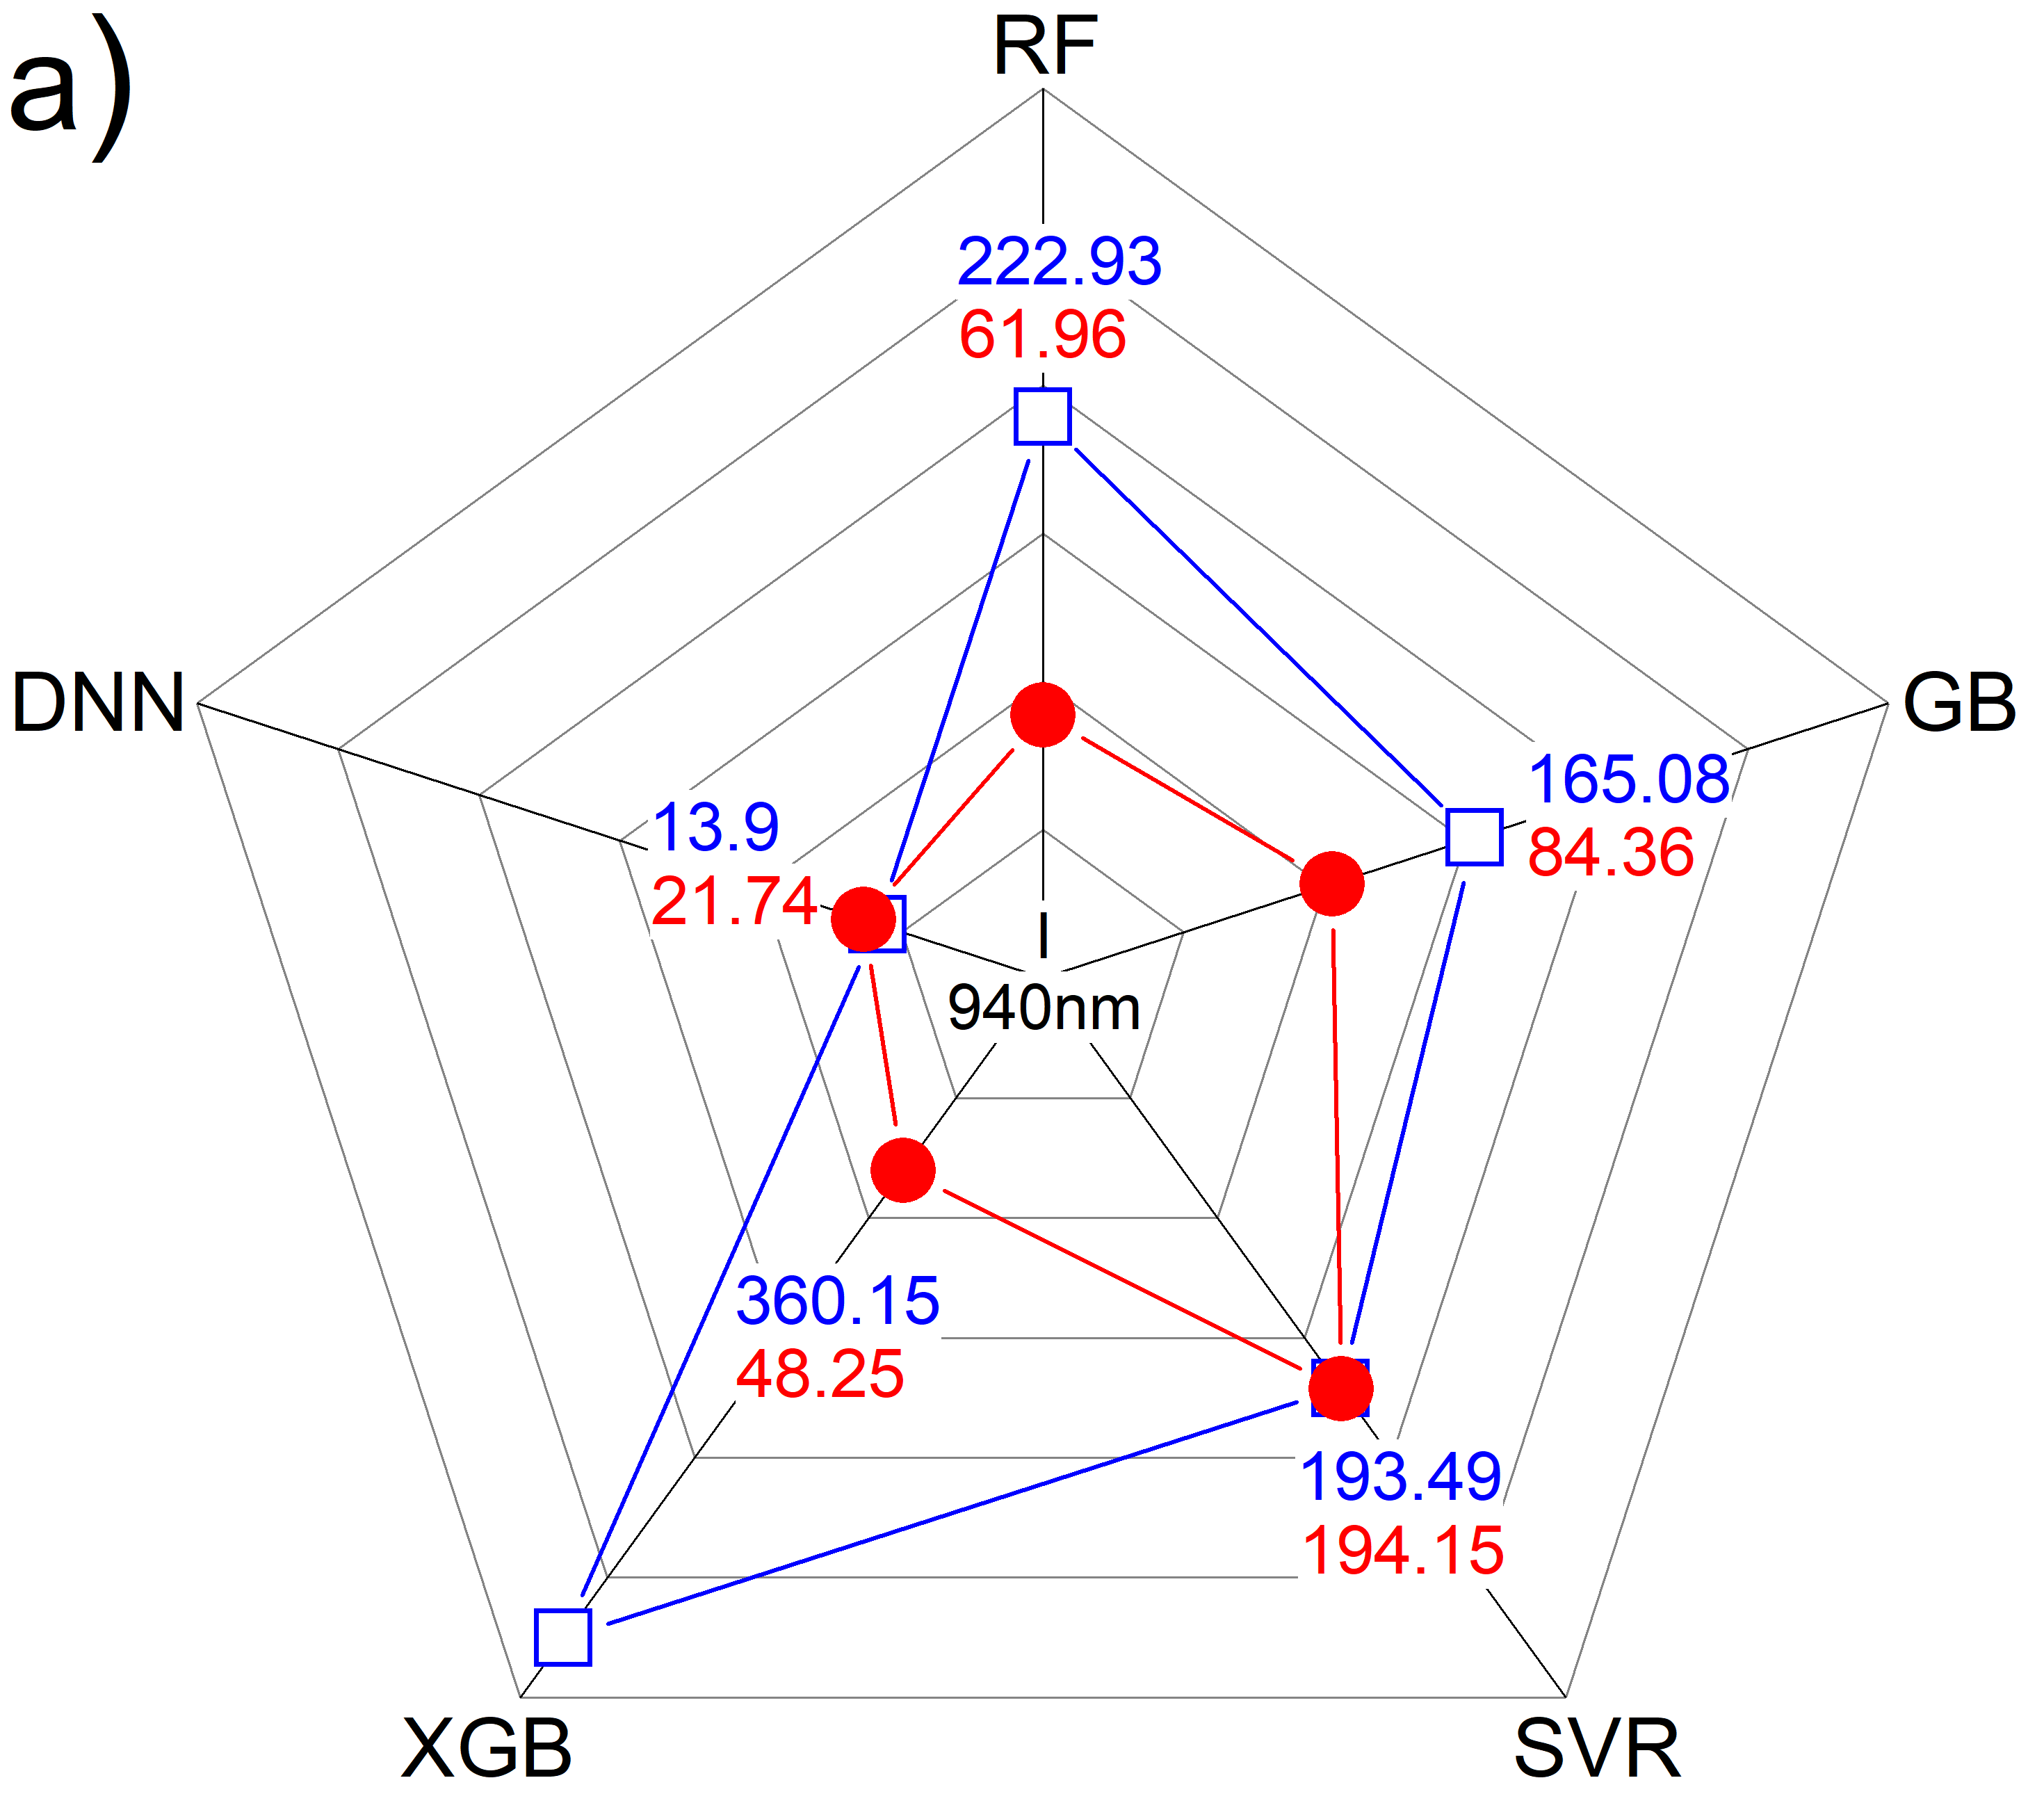 a)
RF
222.93
61.96
DNN
GB
165.08
84.36
13.9
21.74
I
940nm
360.15
48.25
193.49
194.15
XGB
SVR